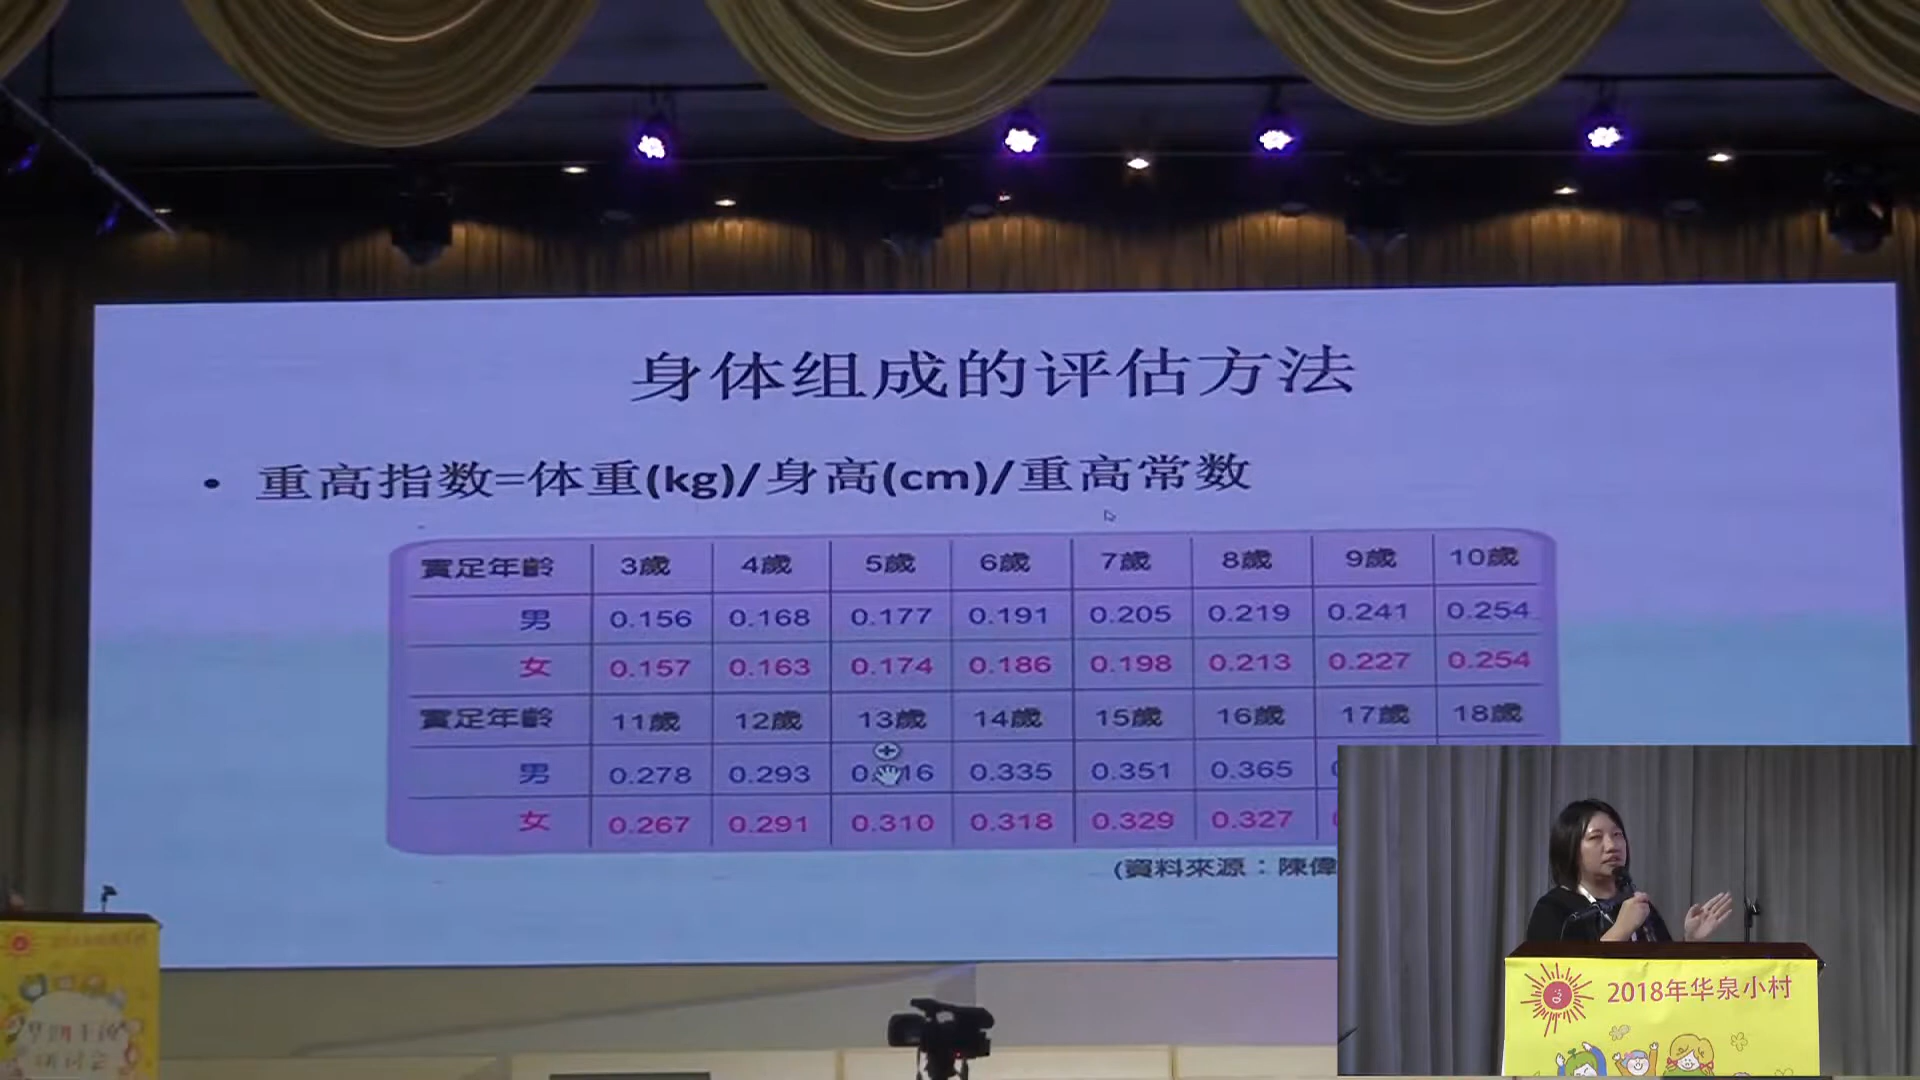 身体组成的评估方法
• 重高指数=体重(kg)/身高(cm)/重高常数
實足年齡 3歲 4歲 5歲 6歲 7歲 8歲 9歲 10歲
男 0.156 0.168 0.177 0.191 0.205 0.219 0.241 0.254
女 0.157 0.163 0.174 0.186 0.198 0.213 0.227 0.254
實足年齡 11歲 12歲 13歲 14歲 15歲 16歲 17歲 18歲
男 0.278 0.293 0.335 0.351 0.365
女 0.267 0.291 0.310 0.318 0.329 0.327
(資料來源：陳偉
2018年华泉小村